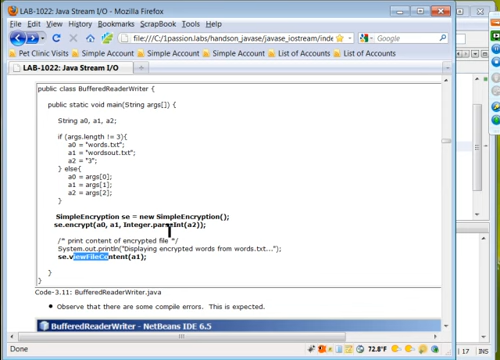 LAB-1022: Java Stream I/O - Mozilla Firefox
File Edit View History Bookmarks ScrapBook Tools Help
file:///C:/1passion.labs/handson_javase/javase_iostream/inde
Google
Pet Clinic Web Site Simple Account Simple Account List of Accounts List of Accounts
LAB-1022: Java Stream I/O
public class BufferedReaderWriter {
public static void main(String args[]) {
String a0, a1, a2;
if (args.length != 3){
a0 = "words.txt";
a1 = "wordsout.txt";
a2 = "3";
} else{
a0 = args[0];
a1 = args[1];
a2 = args[2];
}
SimpleEncryption se = new SimpleEncryption();
se.encrypt(a0, a1, Integer.parseInt(a2));
/* print content of encrypted file */
System.out.println("Displaying encrypted words from words.txt...");
se.viewFileContent(a1);
}
}
Code-3.11: BufferedReaderWriter.java
Observe that there are some compile errors. This is expected.
BufferedReaderWriter - NetBeans IDE 6.5
Done
72.8°F
17 INS